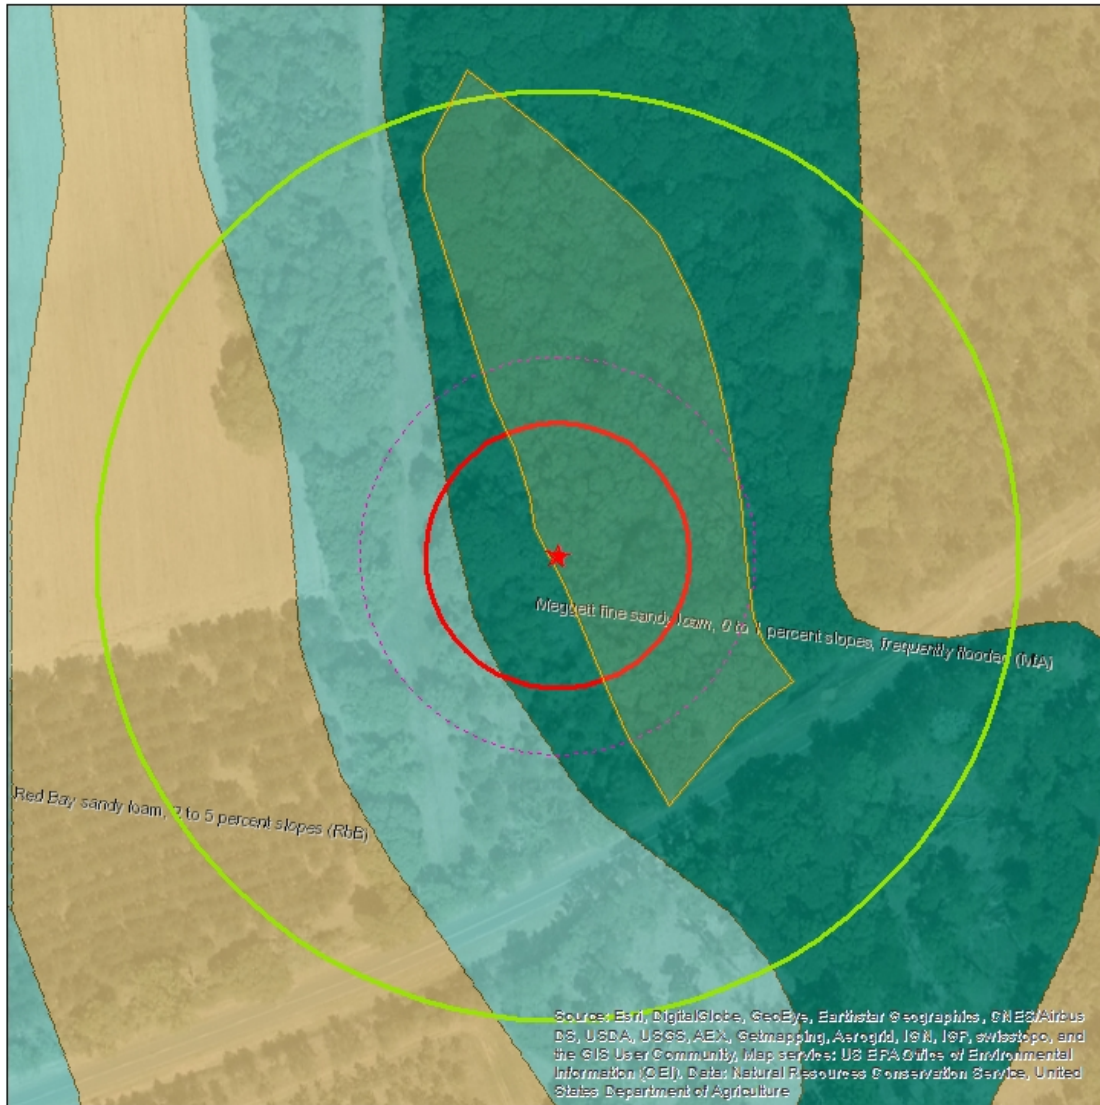 Meggett fine sandy loam, 0 to percent slopes, frequently flooded (MfA)
Red Bay sandy loam, 2 to 5 percent slopes (RbB)
Source: Esri, DigitalGlobe, GeoEye, Earthstar Geographics, CNES/Airbus
DS, USDA, USGS, AEX, Getmapping, Aerogrid, IGN, IGP, swisstopo, and
the GIS User Community, Map service: US EPA Office of Environmental
Information (OEI), Data: Natural Resources Conservation Service, United
States Department of Agriculture